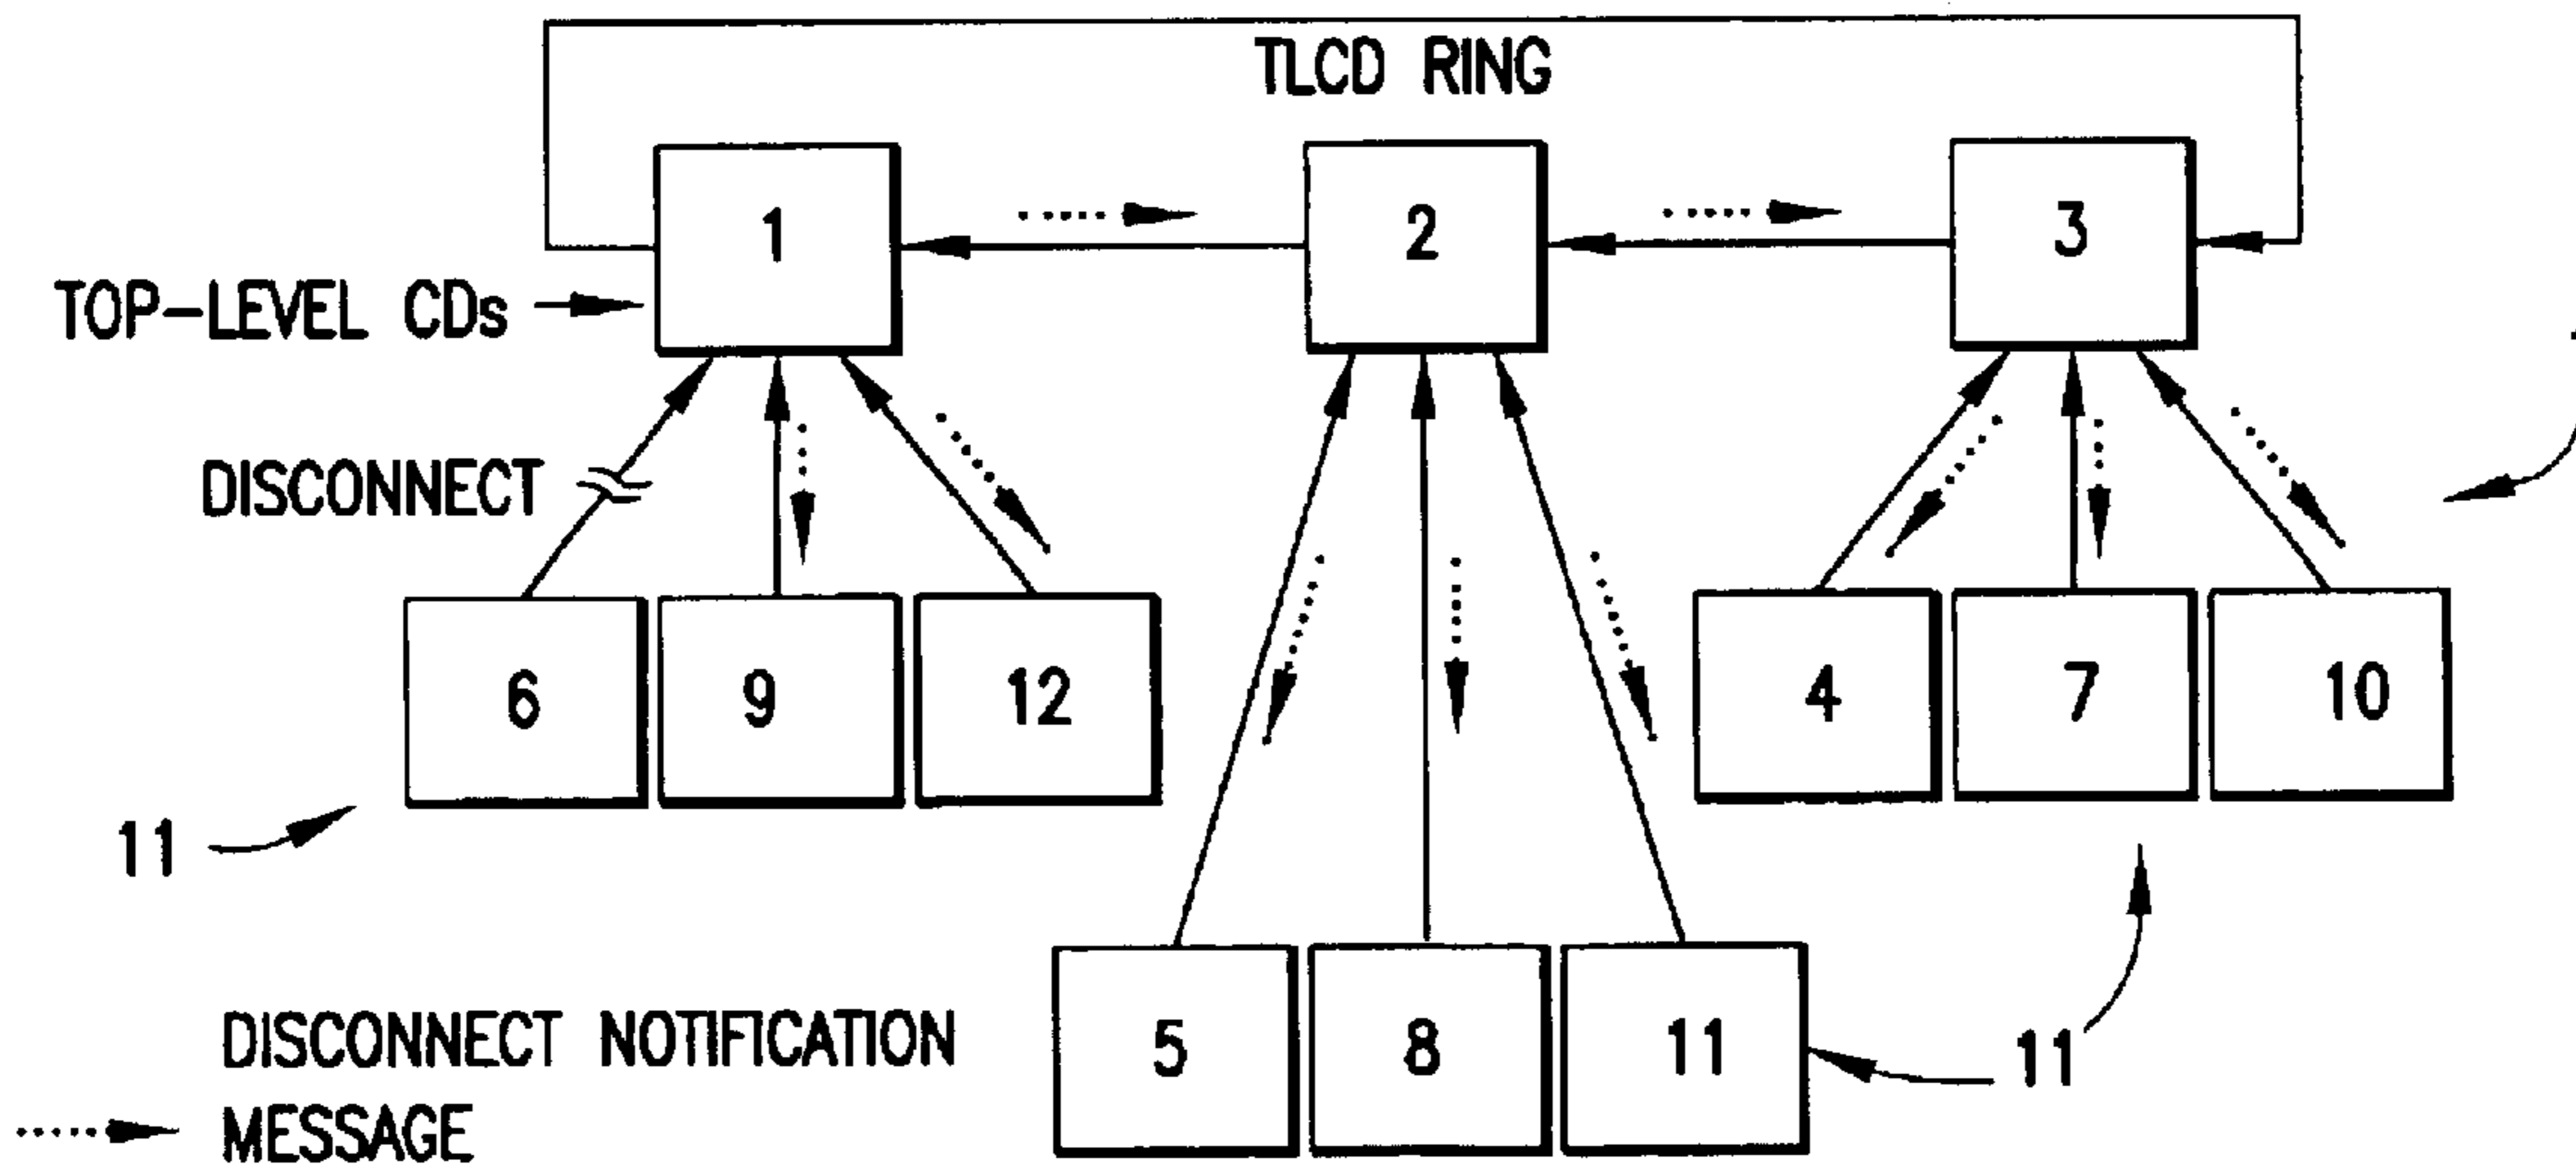 TLCD RING
1
2
3
TOP-LEVEL CDs
DISCONNECT
6
9
12
4
7
10
11
5
8
11
11
DISCONNECT NOTIFICATION
MESSAGE